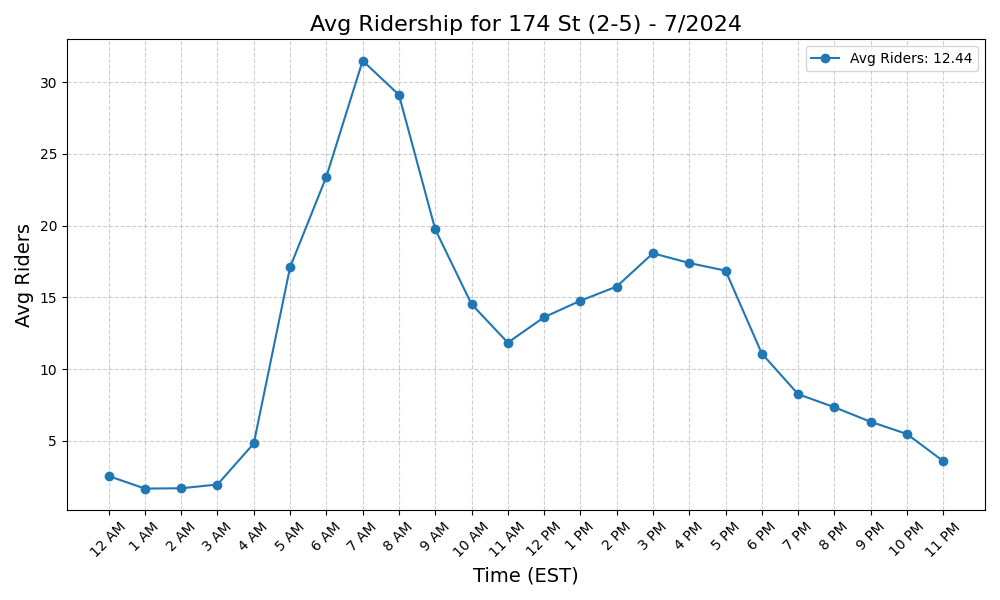 Avg Ridership for 174 St (2-5) - 7/2024
Avg Riders: 12.44
Avg Riders
30
25
20
15
10
5
12 AM
1 AM
2 AM
3 AM
4 AM
5 AM
6 AM
7 AM
8 AM
9 AM
10 AM
11 AM
12 PM
1 PM
2 PM
3 PM
4 PM
5 PM
6 PM
7 PM
8 PM
9 PM
10 PM
11 PM
Time (EST)